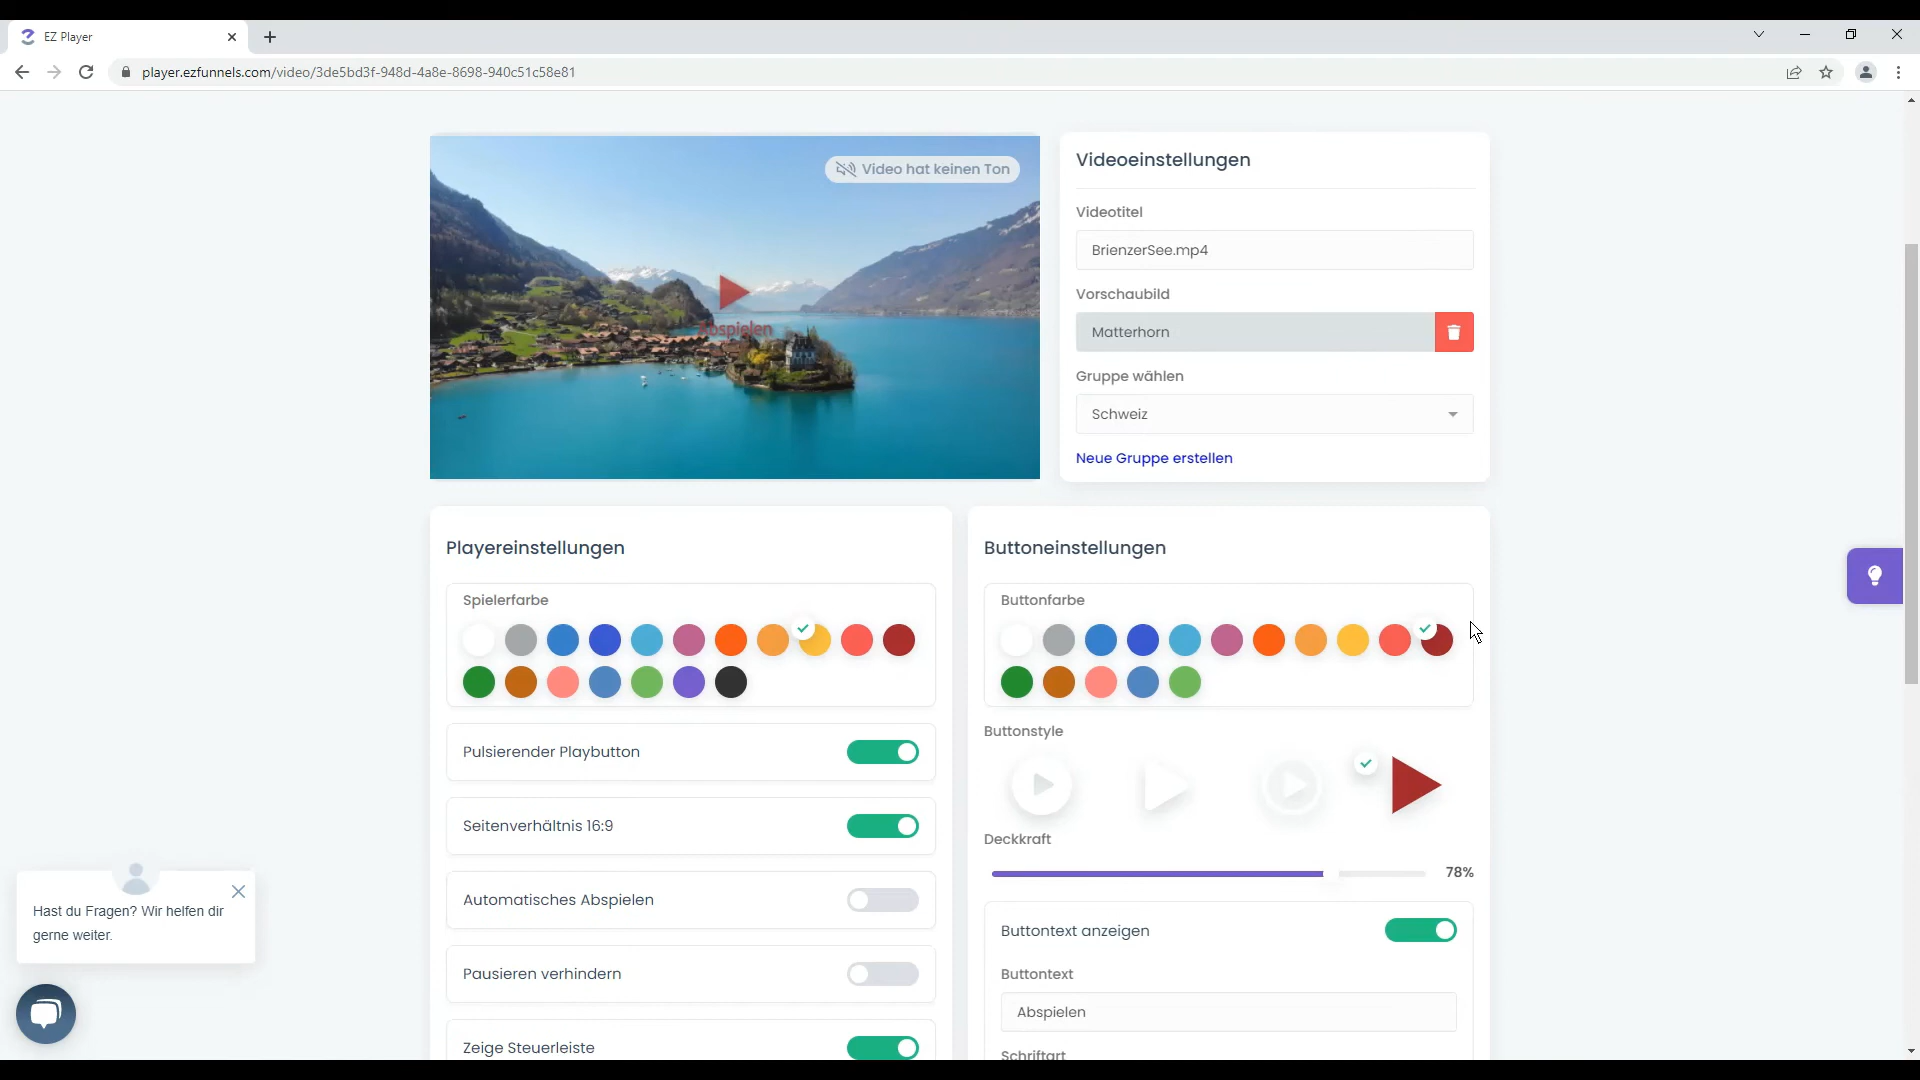 EZ Player
player.ezfunnels.com/video/3de5bd3f-948d-4a8e-8698-940c51c58e81
Video hat keinen Ton
Abspielen
Videoeinstellungen
Videotitel
BrienzerSee.mp4
Vorschaubild
Matterhorn
Gruppe wählen
Schweiz
Neue Gruppe erstellen
Playereinstellungen
Spielerfarbe
Pulsierender Playbutton
Seitenverhältnis 16:9
Automatisches Abspielen
Pausieren verhindern
Zeige Steuerleiste
Buttoneinstellungen
Buttonfarbe
Buttonstyle
Deckkraft
78%
Buttontext anzeigen
Buttontext
Abspielen
Schriftart
Hast du Fragen? Wir helfen dir
gerne weiter.